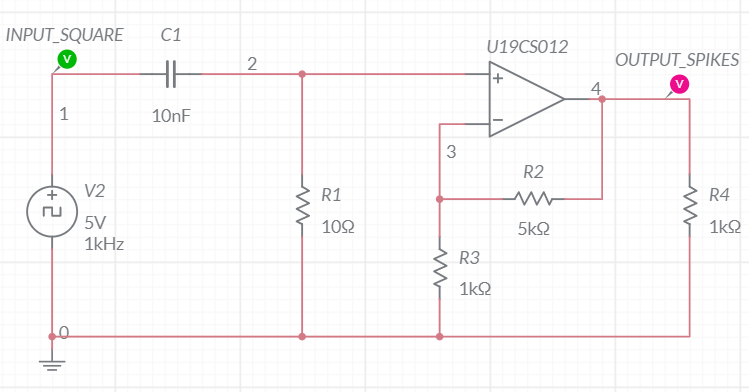 INPUT_SQUARE
V
C1
10nF
1
2
V2
5V
1kHz
R1
10Ω
U19CS012
+
−
3
4
R2
5kΩ
R3
1kΩ
OUTPUT_SPIKES
V
R4
1kΩ
+
0